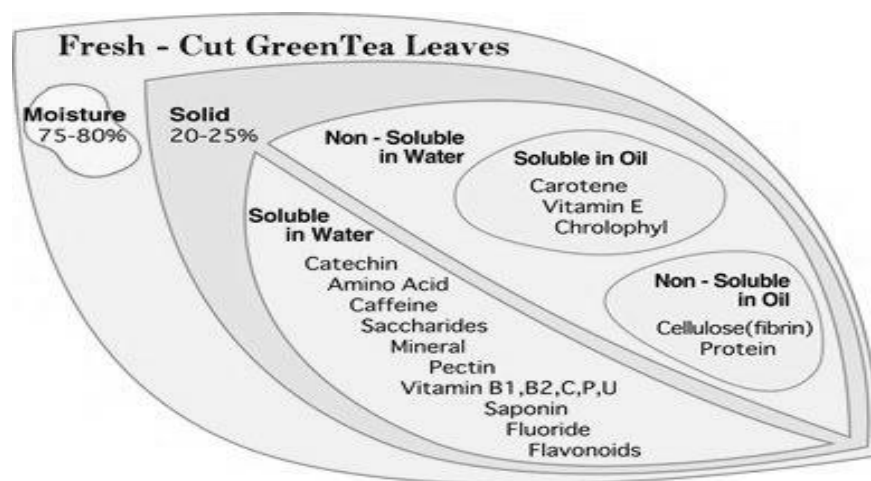 Fresh - Cut GreenTea Leaves
Moisture
75-80%
Solid
20-25%
Non - Soluble
in Water
Soluble in Oil
Carotene
Vitamin E
Chrolophyl
Non - Soluble
in Oil
Cellulose(fibrin)
Protein
Soluble
in Water
Catechin
Amino Acid
Caffeine
Saccharides
Mineral
Pectin
Vitamin B1,B2,C,P,U
Saponin
Fluoride
Flavonoids